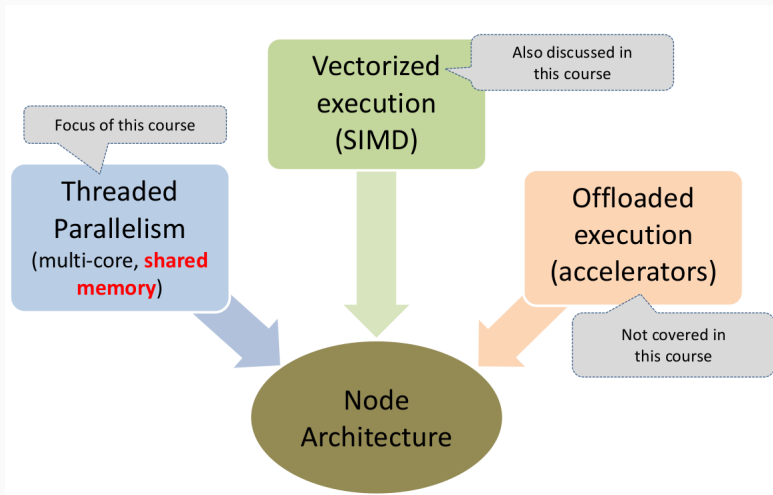 Vectorized
execution
(SIMD)
Also discussed in
this course
Focus of this course
Threaded
Parallelism
(multi-core, shared
memory)
Offloaded
execution
(accelerators)
Not covered in
this course
Node
Architecture